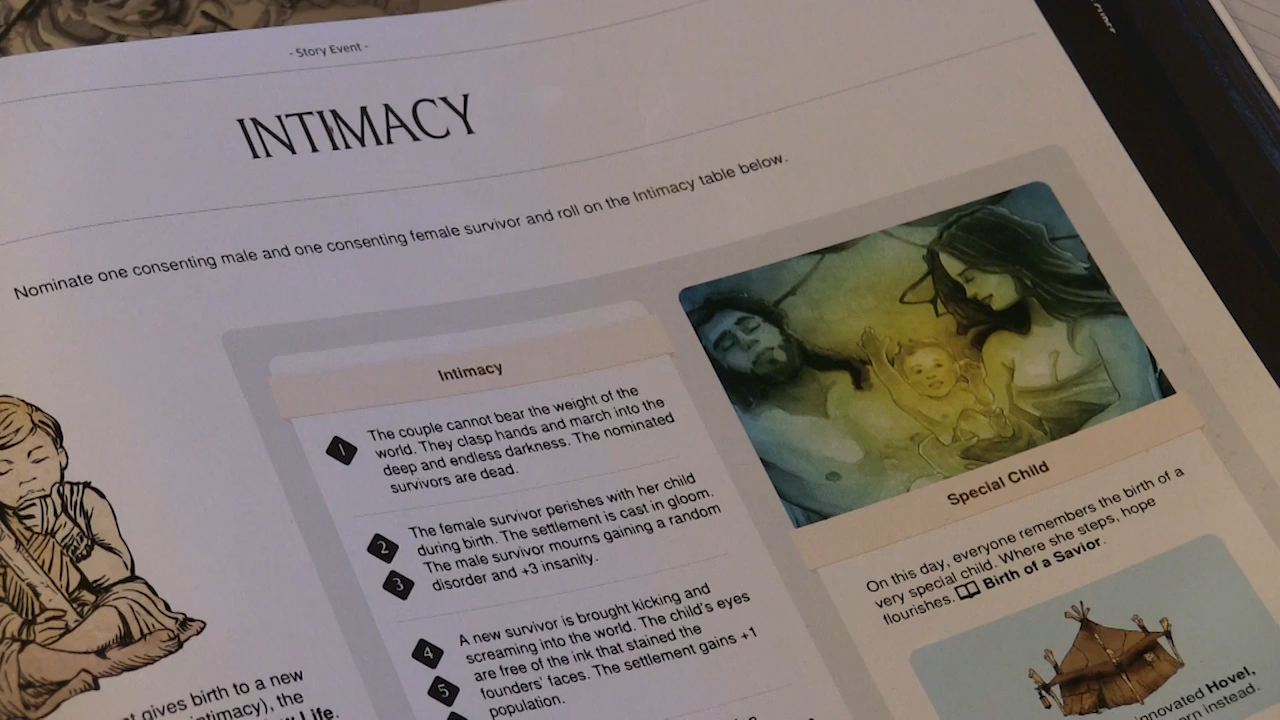 - Story Event -
INTIMACY
Nominate one consenting male and one consenting female survivor and roll on the Intimacy table below.
Intimacy
1
The couple cannot bear the weight of the
world. They clasp hands and march into the
deep and endless darkness. The nominated
survivors are dead.
2
3
The female survivor perishes with her child
during birth. The settlement is cast in gloom.
The male survivor mourns gaining a random
disorder and +3 insanity.
4
5
A new survivor is brought kicking and
screaming into the world. The child's eyes
are free of the ink that stained the
founders' faces. The settlement gains +1
population.
Special Child
On this day, everyone remembers the birth of a
very special child. Where she steps, hope
flourishes. Birth of a Savior.
innovated Hovel,
instead.
gives birth to a new
intimacy), the
Life.